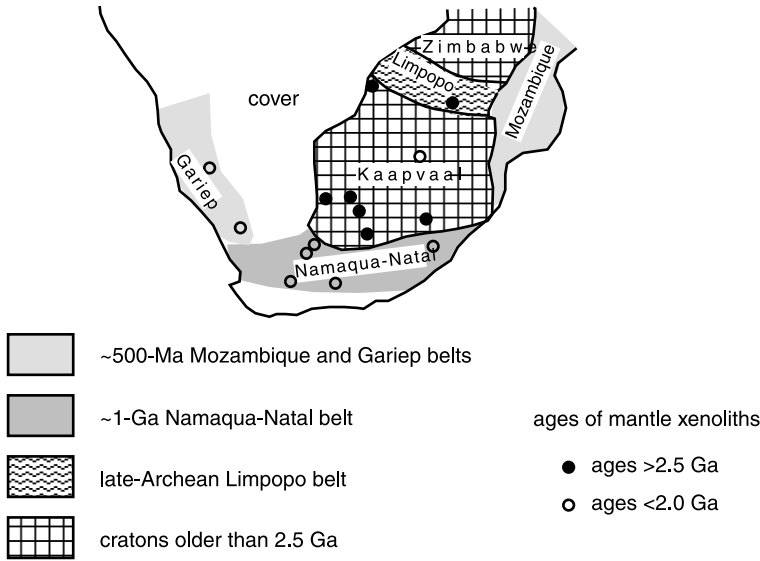 Zimbabwe
Limpopo
Mozambique
cover
Kaapvaal
Gariep
Namaqua-Natal
~500-Ma Mozambique and Gariep belts
~1-Ga Namaqua-Natal belt
late-Archean Limpopo belt
cratons older than 2.5 Ga
ages of mantle xenoliths
ages >2.5 Ga
ages <2.0 Ga